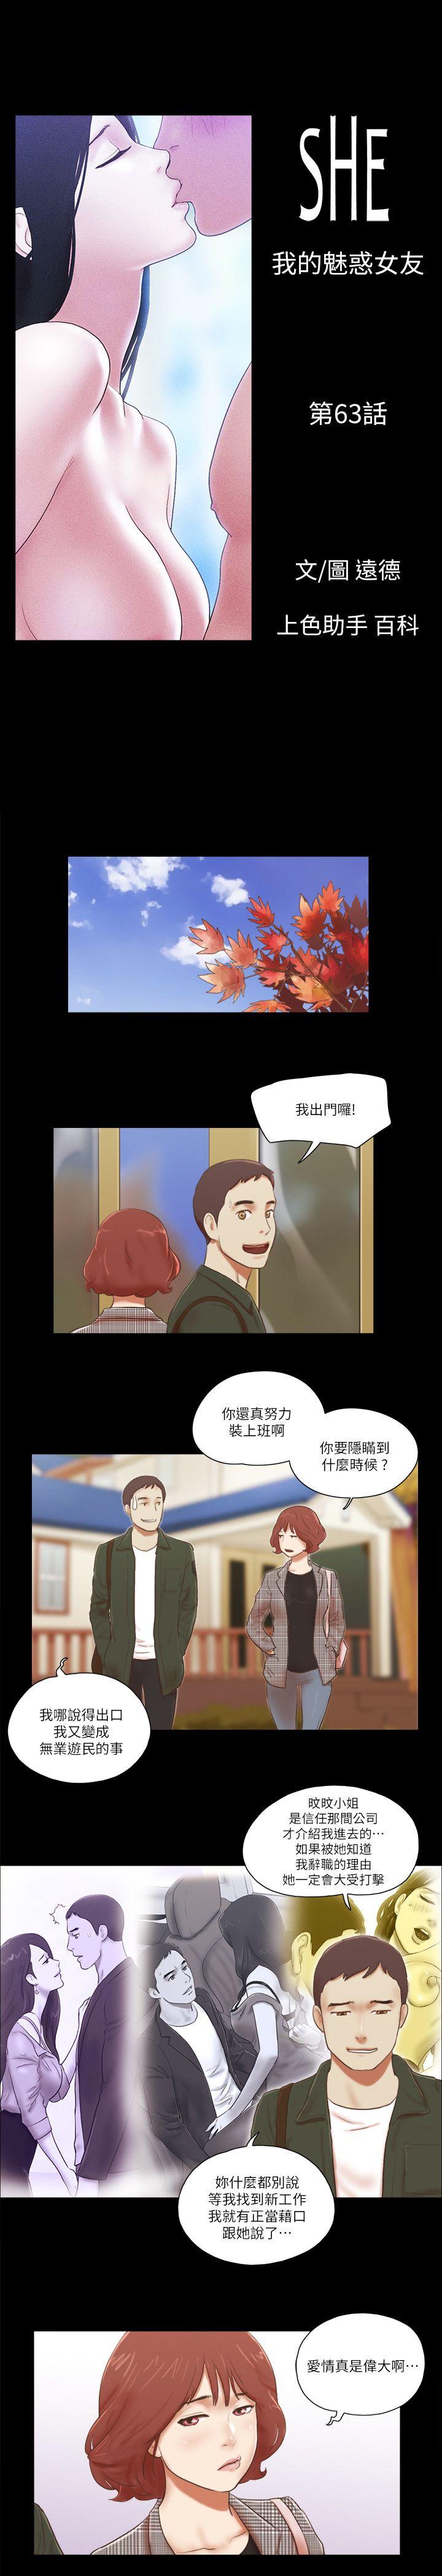 SHE
我的魅惑女友
第63話
文/圖 遠德
上色助手 百科
我出門囉!
你還真努力
裝上班啊
你要隱瞞到
什麼時候？
我哪說得出口
我又變成
無業遊民的事
旼旼小姐
是信任那間公司
才介紹我進去的⋯
如果被她知道
我辭職的理由
她一定會大受打擊
妳什麼都別說
等我找到新工作
我就有正當藉口
跟她說了⋯
愛情真是偉大啊⋯